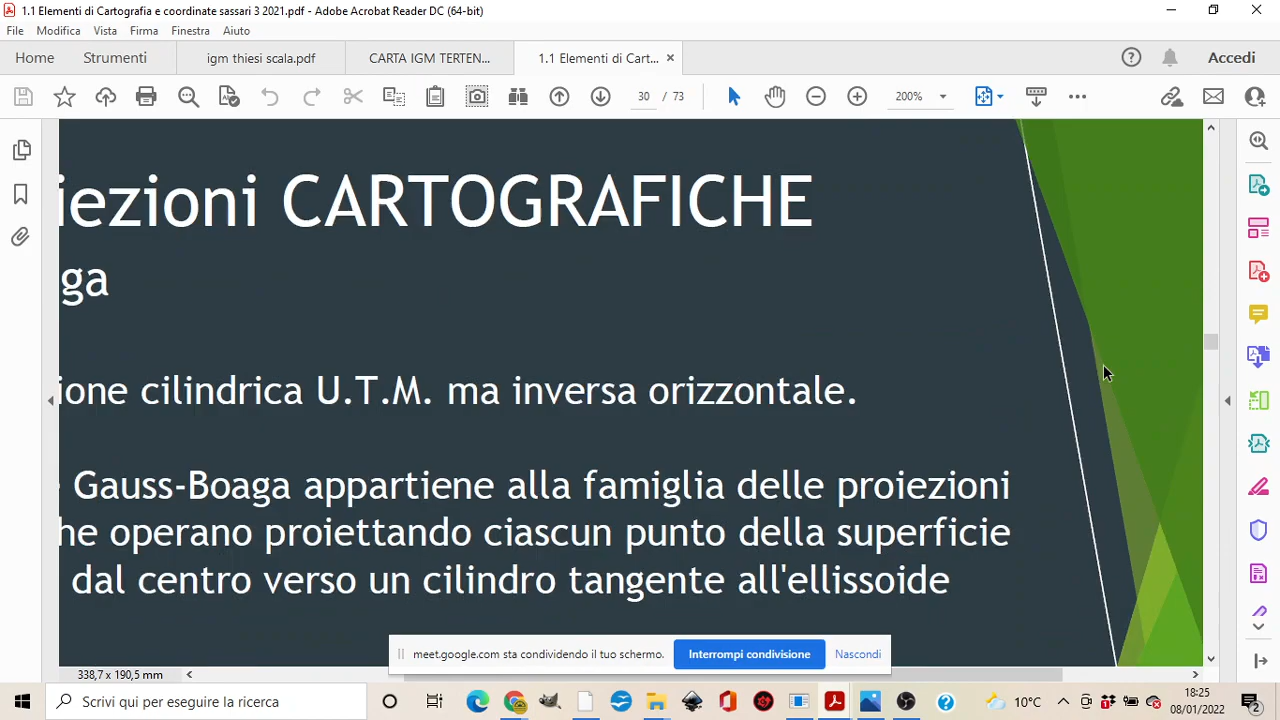 1.1 Elementi di Cartografia e coordinate sassari 3 2021.pdf - Adobe Acrobat Reader DC (64-bit)
File Modifica Vista Firma Finestra Aiuto
Home Strumenti igm thiesi scala.pdf CARTA IGM TERTEN... 1.1 Elementi di Cart... × Accedi
30 / 73 200%
iezioni CARTOGRAFICHE
ga
ione cilindrica U.T.M. ma inversa orizzontale.
Gauss-Boaga appartiene alla famiglia delle proiezioni
he operano proiettando ciascun punto della superficie
dal centro verso un cilindro tangente all'ellissoide
meet.google.com sta condividendo il tuo schermo. Interrompi condivisione Nascondi
338,7 x 190,5 mm
Scrivi qui per eseguire la ricerca 10°C 18:25
08/01/2022 2